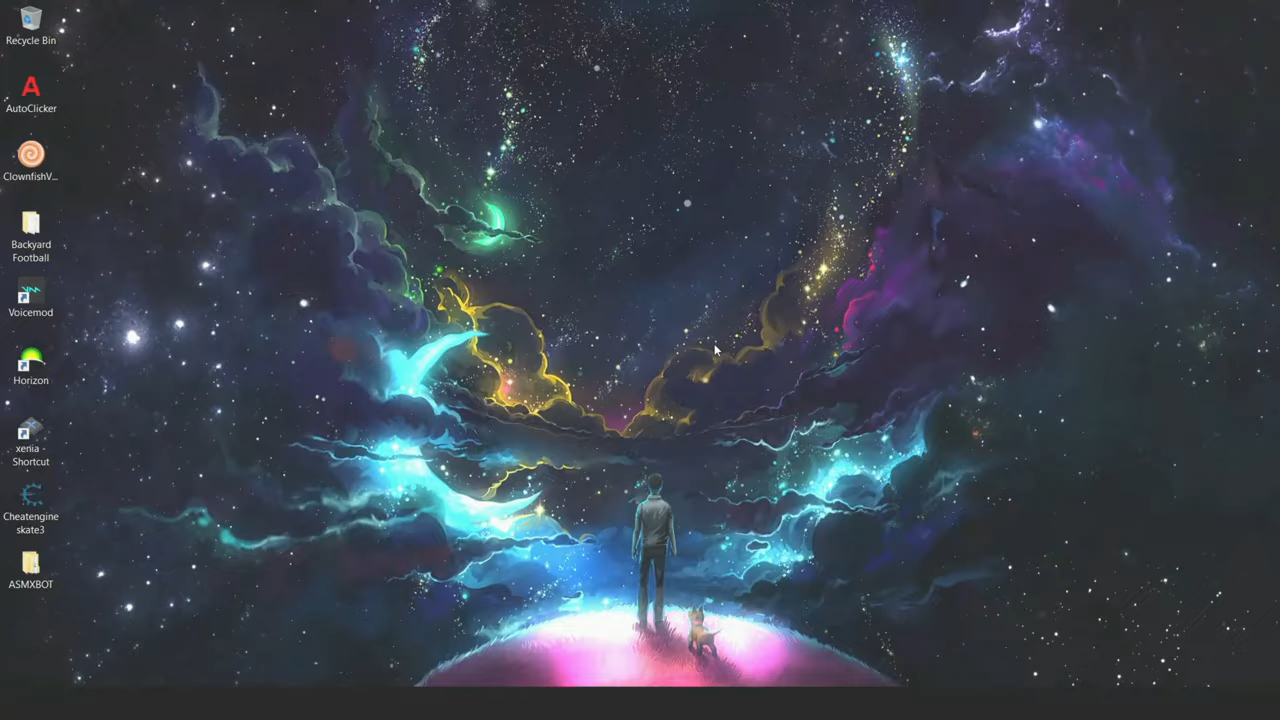 Recycle Bin
AutoClicker
ClownfishV...
Backyard
Football
Voicemod
Horizon
xenia -
Shortcut
Cheatengine
skate3
ASMXBOT